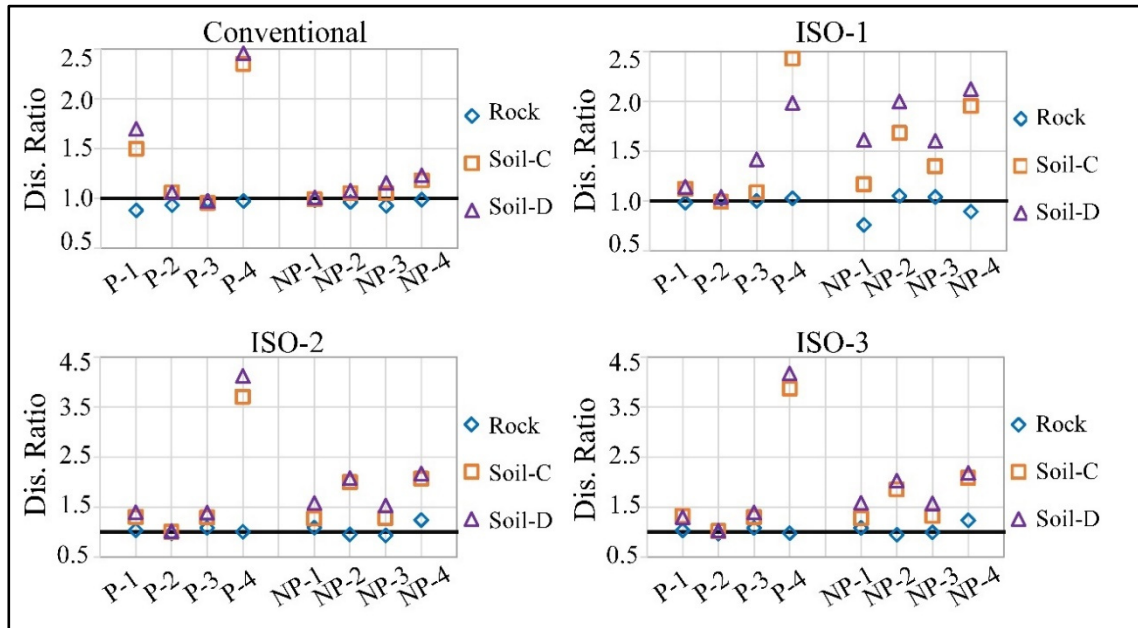 Conventional
Dis. Ratio
2.5
1.0
1.5
1.0
0.5
P-1
P-2
P-3
P-4
NP-1
NP-2
NP-3
NP-4
Rock
Soil-C
Soil-D
ISO-1
Dis. Ratio
2.5
2.0
1.5
1.0
0.5
P-1
P-2
P-3
P-4
NP-1
NP-2
NP-3
NP-4
Rock
Soil-C
Soil-D
ISO-2
Dis. Ratio
4.5
3.5
2.5
1.5
0.5
P-1
P-2
P-3
P-4
NP-1
NP-2
NP-3
NP-4
Rock
Soil-C
Soil-D
ISO-3
Dis. Ratio
4.5
3.5
2.5
1.5
0.5
P-1
P-2
P-3
P-4
NP-1
NP-2
NP-3
NP-4
Rock
Soil-C
Soil-D